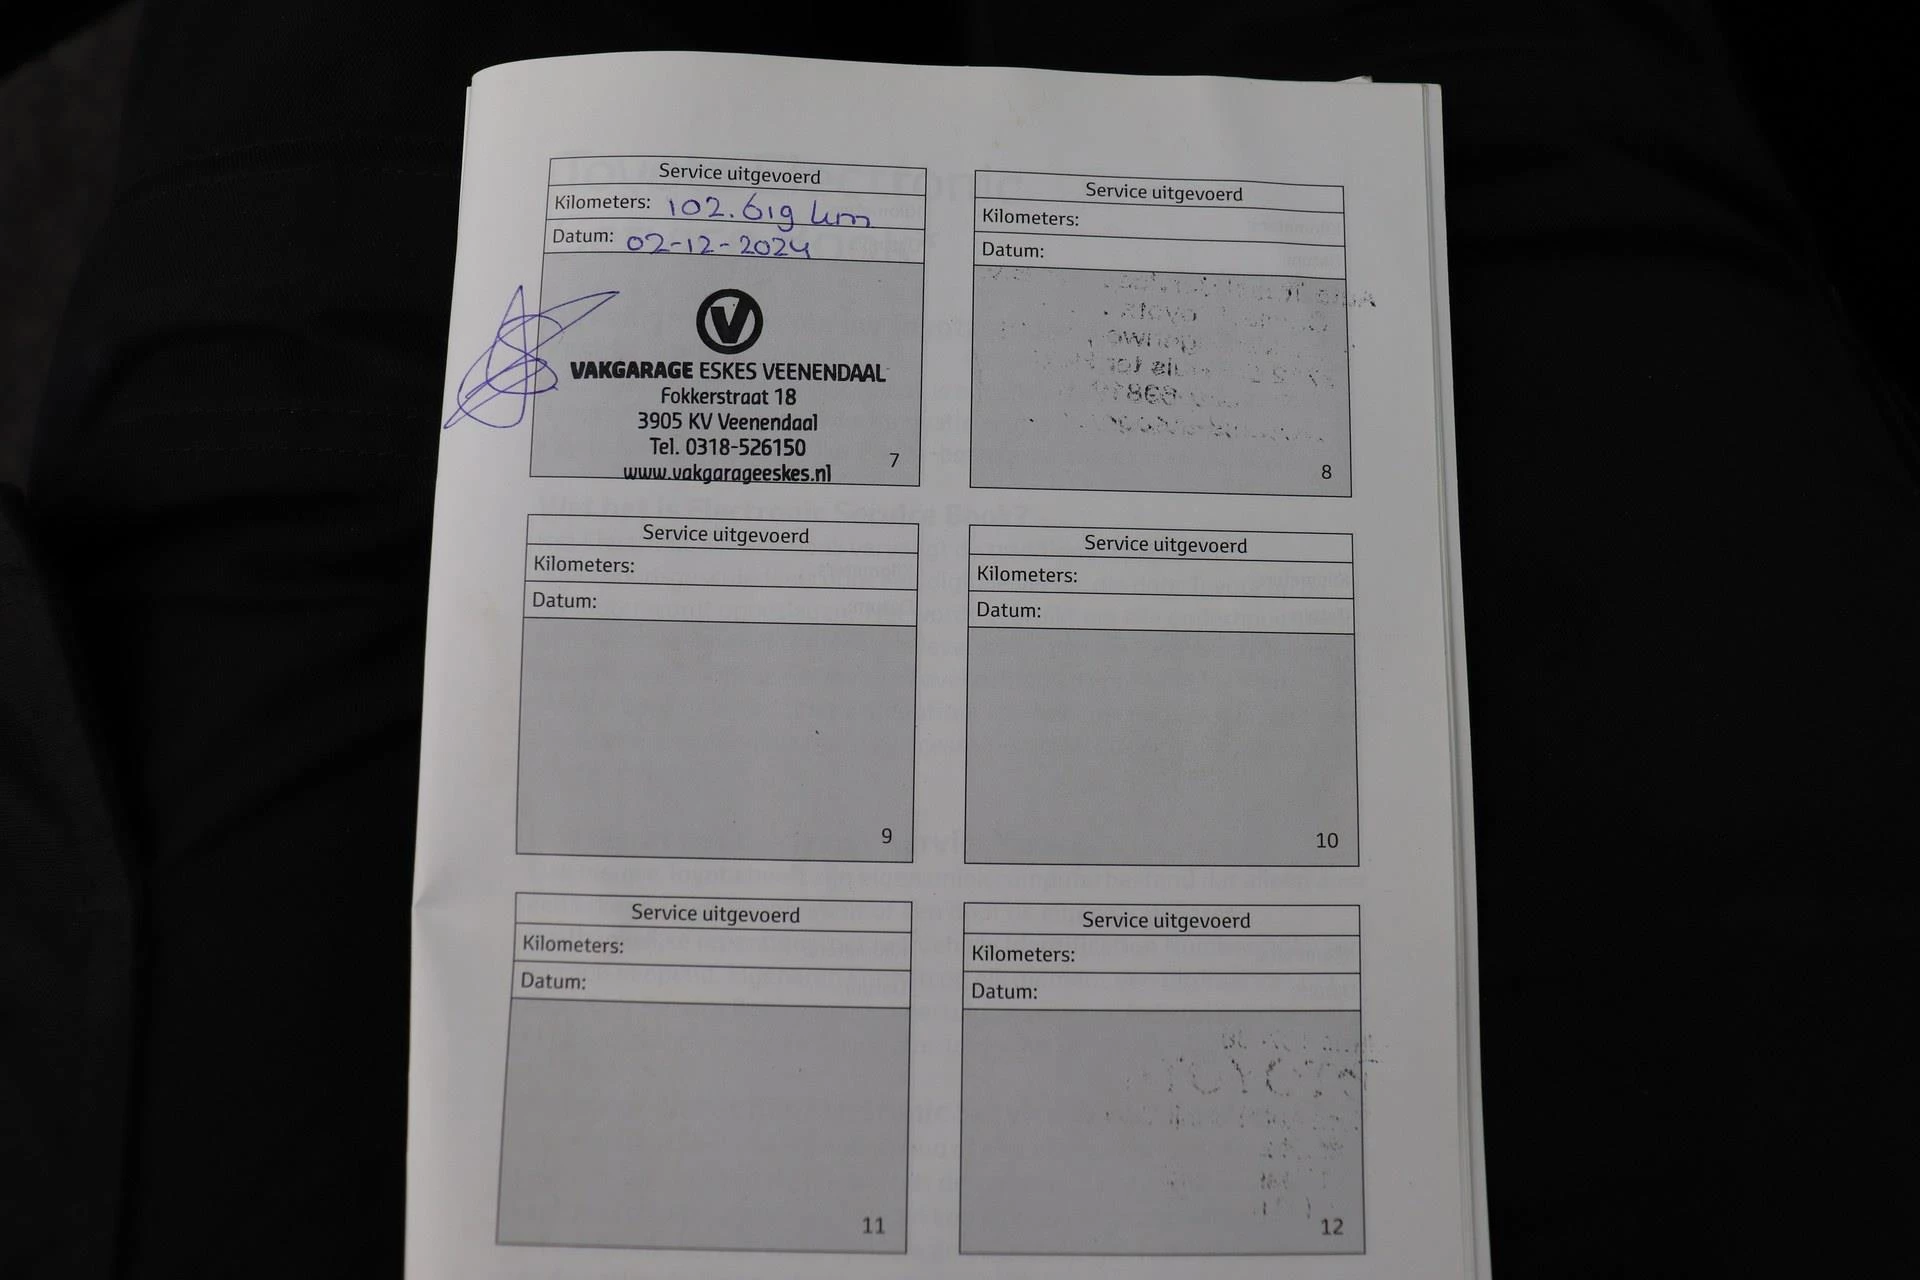 Service uitgevoerd
Kilometers: 102.619 km
Datum: 02-12-2024
V
VAKGARAGE ESKES VEENENDAAL
Fokkerstraat 18
3905 KV Veenendaal
Tel. 0318-526150
www.vakgarageeskes.nl
7
Service uitgevoerd
Kilometers:
Datum:
8
Service uitgevoerd
Kilometers:
Datum:
9
Service uitgevoerd
Kilometers:
Datum:
10
Service uitgevoerd
Kilometers:
Datum:
11
Service uitgevoerd
Kilometers:
Datum:
12